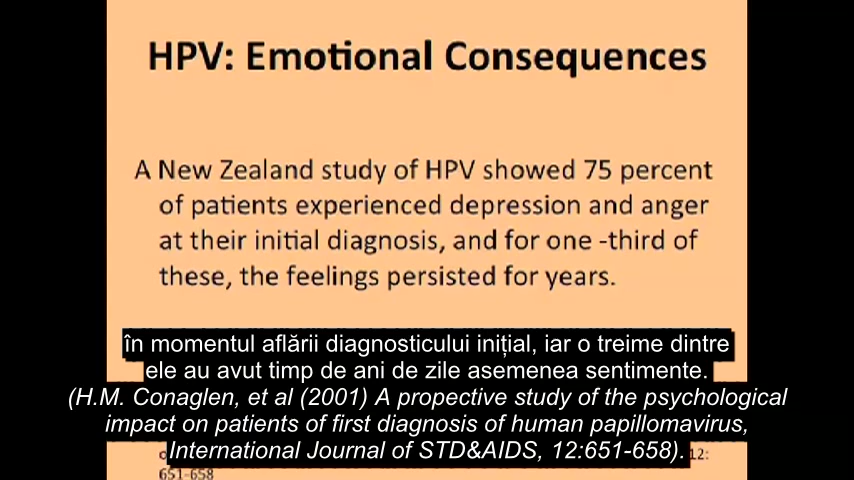 HPV: Emotional Consequences
A New Zealand study of HPV showed 75 percent
of patients experienced depression and anger
at their initial diagnosis, and for one -third of
these, the feelings persisted for years.
în momentul aflării diagnosticului inițial, iar o treime dintre
ele au avut timp de ani de zile asemenea sentimente.
(H.M. Conaglen, et al (2001) A propective study of the psychological
impact on patients of first diagnosis of human papillomavirus,
International Journal of STD&AIDS, 12:651-658).
12:
651-658